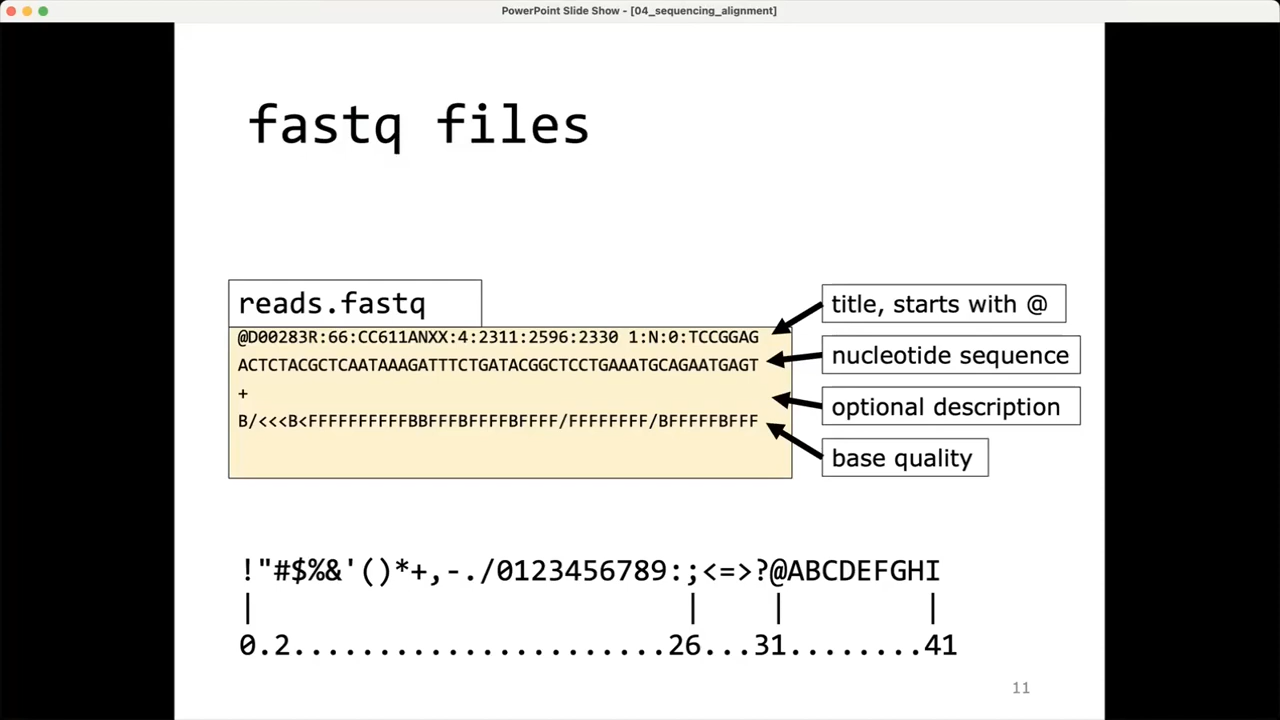 PowerPoint Slide Show - [04_sequencing_alignment]
fastq files
reads.fastq
@D00283R:66:CC611ANXX:4:2311:2596:2330 1:N:0:TCCGGAG
ACTCTACGCTCAATAAAGATTTCTGATACGGCTCCTGAAATGCAGAATGAGT
+
B/<<<B<FFFFFFFFFFBBFFFBFFFFBFFFF/FFFFFFFF/BFFFFFBFFF
title, starts with @
nucleotide sequence
optional description
base quality
!"#$%&'()*+,-./0123456789:;<=>?@ABCDEFGHI
| | | |
0.2......................26...31........41
11